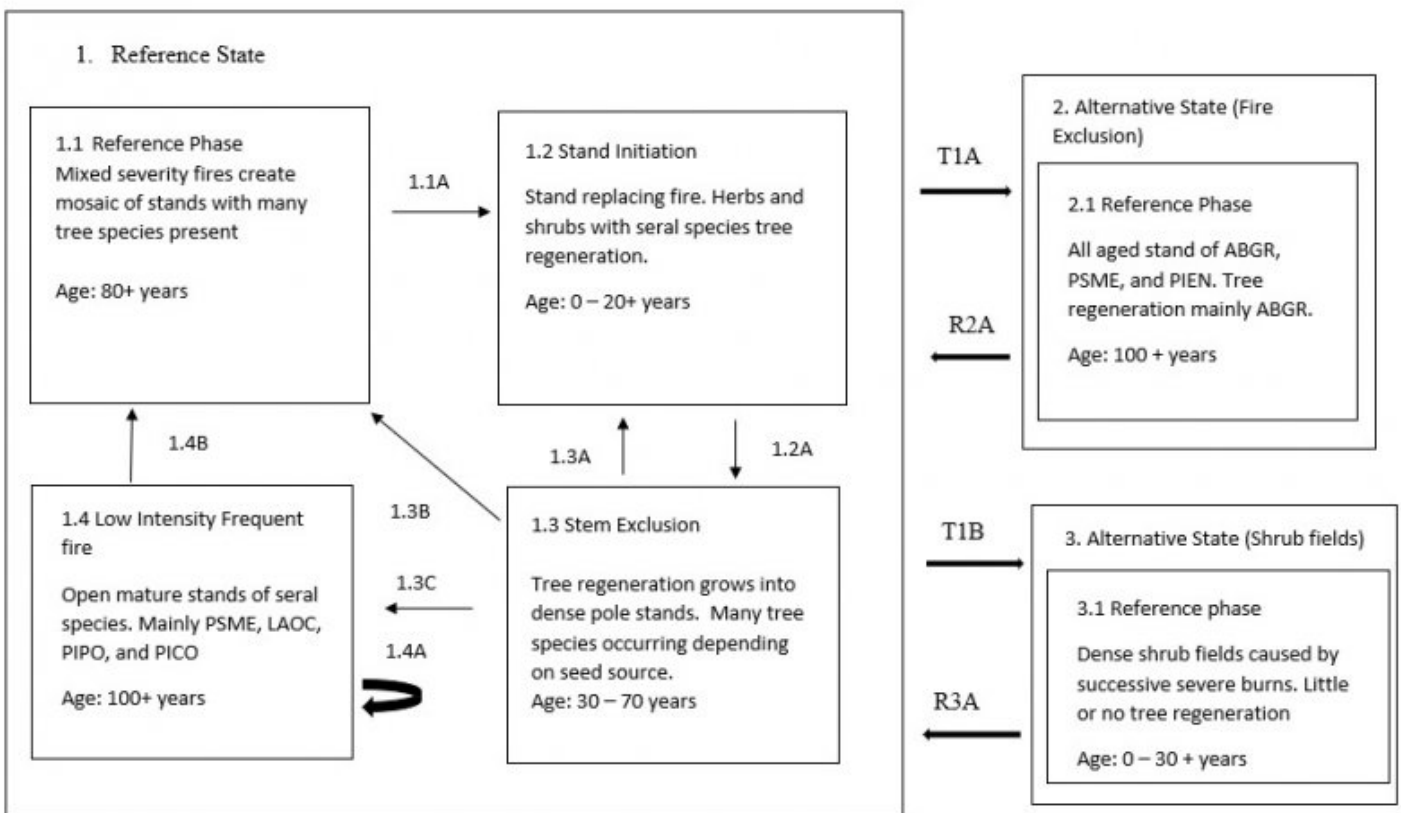 1. Reference State
1.1 Reference Phase
Mixed severity fires create
mosaic of stands with many
tree species present
Age: 80+ years
1.1A
1.2 Stand Initiation
Stand replacing fire. Herbs and
shrubs with seral species tree
regeneration.
Age: 0 – 20+ years
1.4B
1.3A
1.2A
1.4 Low Intensity Frequent
fire
Open mature stands of seral
species. Mainly PSME, LAOC,
PIPO, and PICO
Age: 100+ years
1.3B
1.3C
1.4A
1.3 Stem Exclusion
Tree regeneration grows into
dense pole stands. Many tree
species occurring depending
on seed source.
Age: 30 – 70 years
T1A
R2A
2. Alternative State (Fire
Exclusion)
2.1 Reference Phase
All aged stand of ABGR,
PSME, and PIEN. Tree
regeneration mainly ABGR.
Age: 100 + years
T1B
R3A
3. Alternative State (Shrub fields)
3.1 Reference phase
Dense shrub fields caused by
successive severe burns. Little
or no tree regeneration
Age: 0 – 30 + years